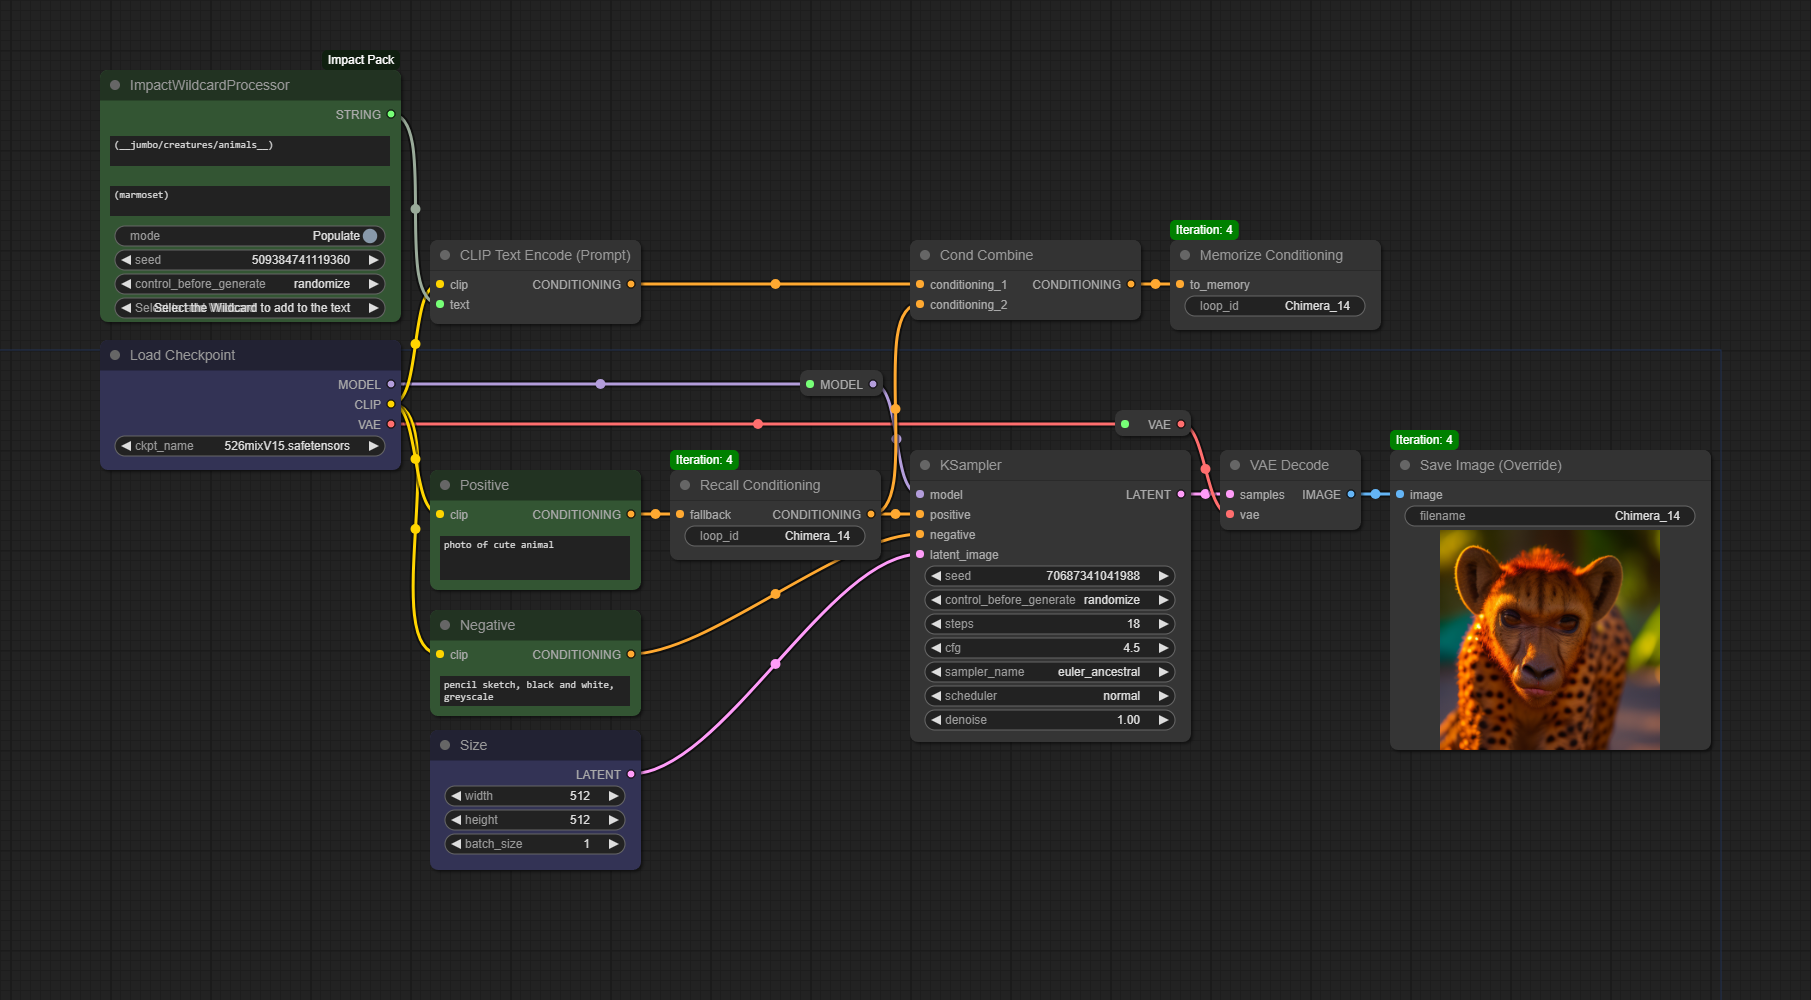 Impact Pack
ImpactWildcardProcessor
STRING
(__jumbo/creatures/animals__)
(marmoset)
mode Populate
seed 509384741119360
control_before_generate randomize
Select the Wildcard to add to the text
Load Checkpoint
MODEL
CLIP
VAE
ckpt_name 526mixV15.safetensors
CLIP Text Encode (Prompt)
clip CONDITIONING
text
Positive
clip CONDITIONING
photo of cute animal
Negative
clip CONDITIONING
pencil sketch, black and white,
greyscale
Size
LATENT
width 512
height 512
batch_size 1
Iteration: 4
Recall Conditioning
fallback CONDITIONING
loop_id Chimera_14
MODEL
Cond Combine
conditioning_1 CONDITIONING
conditioning_2
Iteration: 4
Memorize Conditioning
to_memory
loop_id Chimera_14
VAE
KSampler
model LATENT
positive
negative
latent_image
seed 70687341041988
control_before_generate randomize
steps 18
cfg 4.5
sampler_name euler_ancestral
scheduler normal
denoise 1.00
VAE Decode
samples IMAGE
vae
Iteration: 4
Save Image (Override)
image
filename Chimera_14